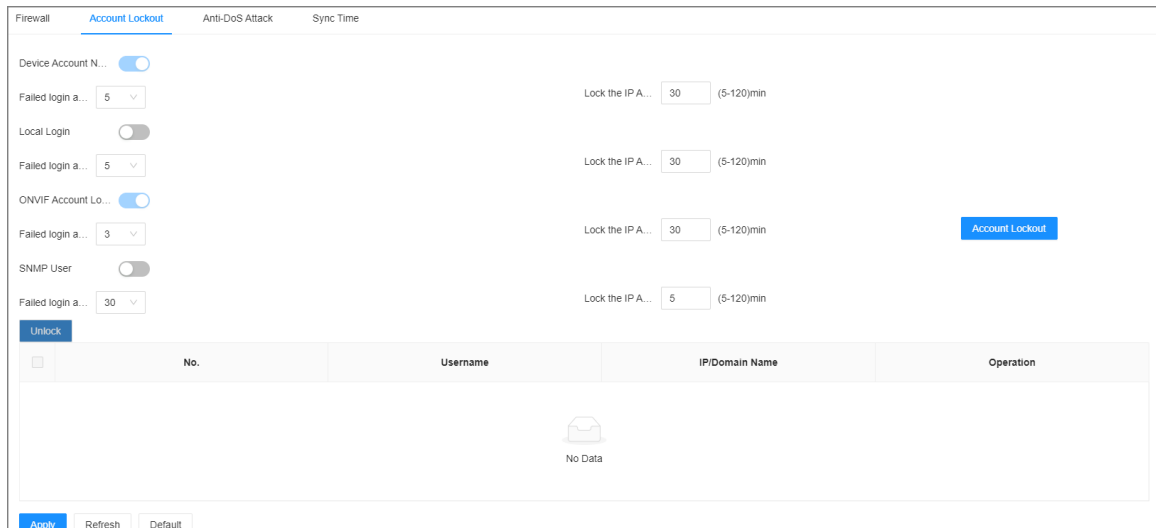 Firewall Account Lockout Anti-DoS Attack Sync Time
Device Account N...
Failed login a... 5 Lock the IP A... 30 (5-120)min
Local Login
Failed login a... 5 Lock the IP A... 30 (5-120)min
ONVIF Account Lo...
Failed login a... 3 Lock the IP A... 30 (5-120)min Account Lockout
SNMP User
Failed login a... 30 Lock the IP A... 5 (5-120)min
Unlock
No. Username IP/Domain Name Operation
No Data
Apply Refresh Default